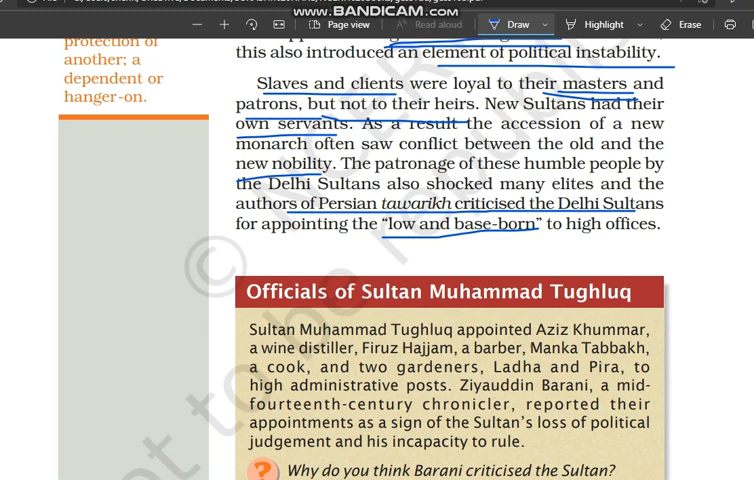 www.BANDICAM.com
Page view
Read aloud
Draw
Highlight
Erase
protection of
another; a
dependent or
hanger-on.
this also introduced an element of political instability.
Slaves and clients were loyal to their masters and
patrons, but not to their heirs. New Sultans had their
own servants. As a result the accession of a new
monarch often saw conflict between the old and the
new nobility. The patronage of these humble people by
the Delhi Sultans also shocked many elites and the
authors of Persian tawarikh criticised the Delhi Sultans
for appointing the “low and base-born” to high offices.
Officials of Sultan Muhammad Tughluq
Sultan Muhammad Tughluq appointed Aziz Khummar,
a wine distiller, Firuz Hajjam, a barber, Manka Tabbakh,
a cook, and two gardeners, Ladha and Pira, to
high administrative posts. Ziyauddin Barani, a mid-
fourteenth-century chronicler, reported their
appointments as a sign of the Sultan's loss of political
judgement and his incapacity to rule.
? Why do you think Barani criticised the Sultan?